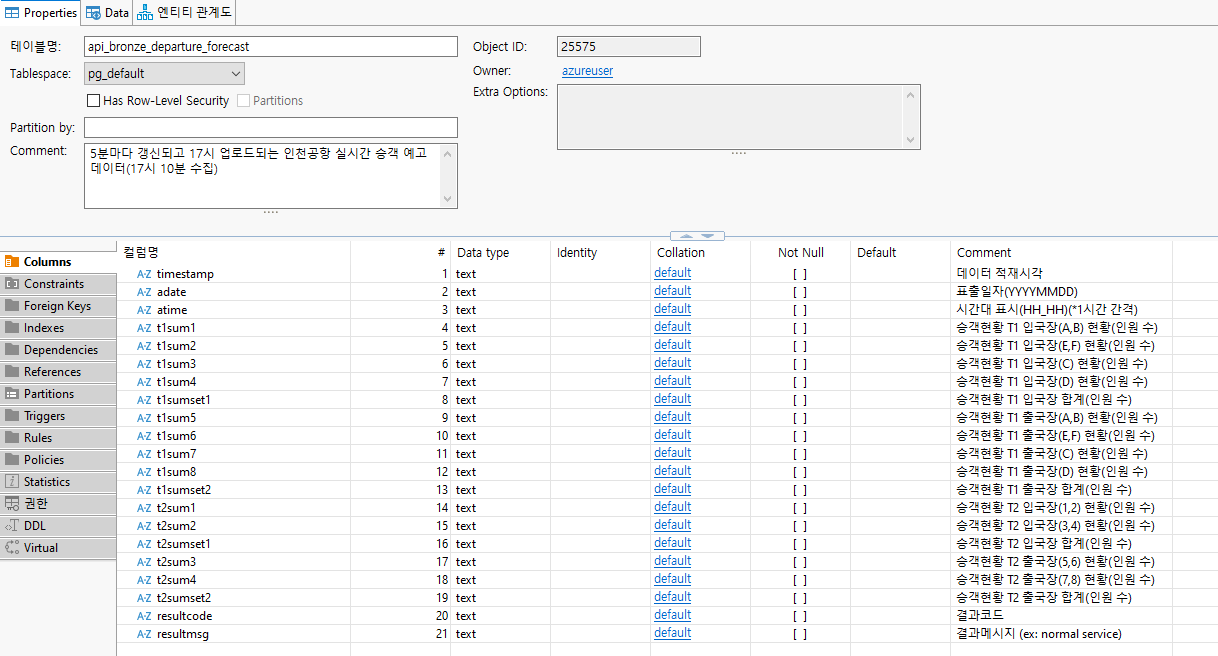 Properties Data 엔티티 관계도
테이블명: api_bronze_departure_forecast Object ID: 25575
Tablespace: pg_default Owner: azureuser
Has Row-Level Security Partitions Extra Options:
Partition by:
Comment: 5분마다 갱신되고 17시 업로드되는 인천공항 실시간 승객 예고
데이터(17시 10분 수집)
Columns
Constraints
Foreign Keys
Indexes
Dependencies
References
Partitions
Triggers
Rules
Policies
Statistics
권한
DDL
Virtual
컬럼명 # Data type Identity Collation Not Null Default Comment
A-Z timestamp 1 text default [ ] 데이터 적재시각
A-Z adate 2 text default [ ] 표출일자(YYYYMMDD)
A-Z atime 3 text default [ ] 시간대 표시(HH_HH)(*1시간 간격)
A-Z t1sum1 4 text default [ ] 승객현황 T1 입국장(A,B) 현황(인원 수)
A-Z t1sum2 5 text default [ ] 승객현황 T1 입국장(E,F) 현황(인원 수)
A-Z t1sum3 6 text default [ ] 승객현황 T1 입국장(C) 현황(인원 수)
A-Z t1sum4 7 text default [ ] 승객현황 T1 입국장(D) 현황(인원 수)
A-Z t1sumset1 8 text default [ ] 승객현황 T1 입국장 합계(인원 수)
A-Z t1sum5 9 text default [ ] 승객현황 T1 출국장(A,B) 현황(인원 수)
A-Z t1sum6 10 text default [ ] 승객현황 T1 출국장(E,F) 현황(인원 수)
A-Z t1sum7 11 text default [ ] 승객현황 T1 출국장(C) 현황(인원 수)
A-Z t1sum8 12 text default [ ] 승객현황 T1 출국장(D) 현황(인원 수)
A-Z t1sumset2 13 text default [ ] 승객현황 T1 출국장 합계(인원 수)
A-Z t2sum1 14 text default [ ] 승객현황 T2 입국장(1,2) 현황(인원 수)
A-Z t2sum2 15 text default [ ] 승객현황 T2 입국장(3,4) 현황(인원 수)
A-Z t2sumset1 16 text default [ ] 승객현황 T2 입국장 합계(인원 수)
A-Z t2sum3 17 text default [ ] 승객현황 T2 출국장(5,6) 현황(인원 수)
A-Z t2sum4 18 text default [ ] 승객현황 T2 출국장(7,8) 현황(인원 수)
A-Z t2sumset2 19 text default [ ] 승객현황 T2 출국장 합계(인원 수)
A-Z resultcode 20 text default [ ] 결과코드
A-Z resultmsg 21 text default [ ] 결과메시지 (ex: normal service)